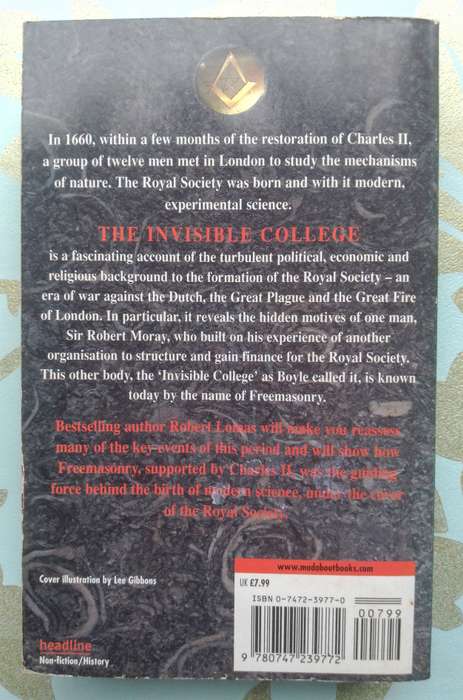 In 1660, within a few months of the restoration of Charles II,
a group of twelve men met in London to study the mechanisms
of nature. The Royal Society was born and with it modern,
experimental science.
THE INVISIBLE COLLEGE
is a fascinating account of the turbulent political, economic and
religious background to the formation of the Royal Society – an
era of war against the Dutch, the Great Plague and the Great Fire
of London. In particular, it reveals the hidden motives of one man,
Sir Robert Moray, who built on his experience of another
organisation to structure and gain finance for the Royal Society.
This other body, the ‘Invisible College’ as Boyle called it, is known
today by the name of Freemasonry.
Bestselling author Robert Lomas will make you reassess
many of the key events of this period and will show how
Freemasonry, supported by Charles II, was the guiding
force behind the birth of modern science, under the cover
of the Royal Society.
www.madaboutbooks.com
Cover illustration by Lee Gibbons
UK £7.99
ISBN 0-7472-3977-0
00799
9 780747 239772
headline
Non-fiction/History